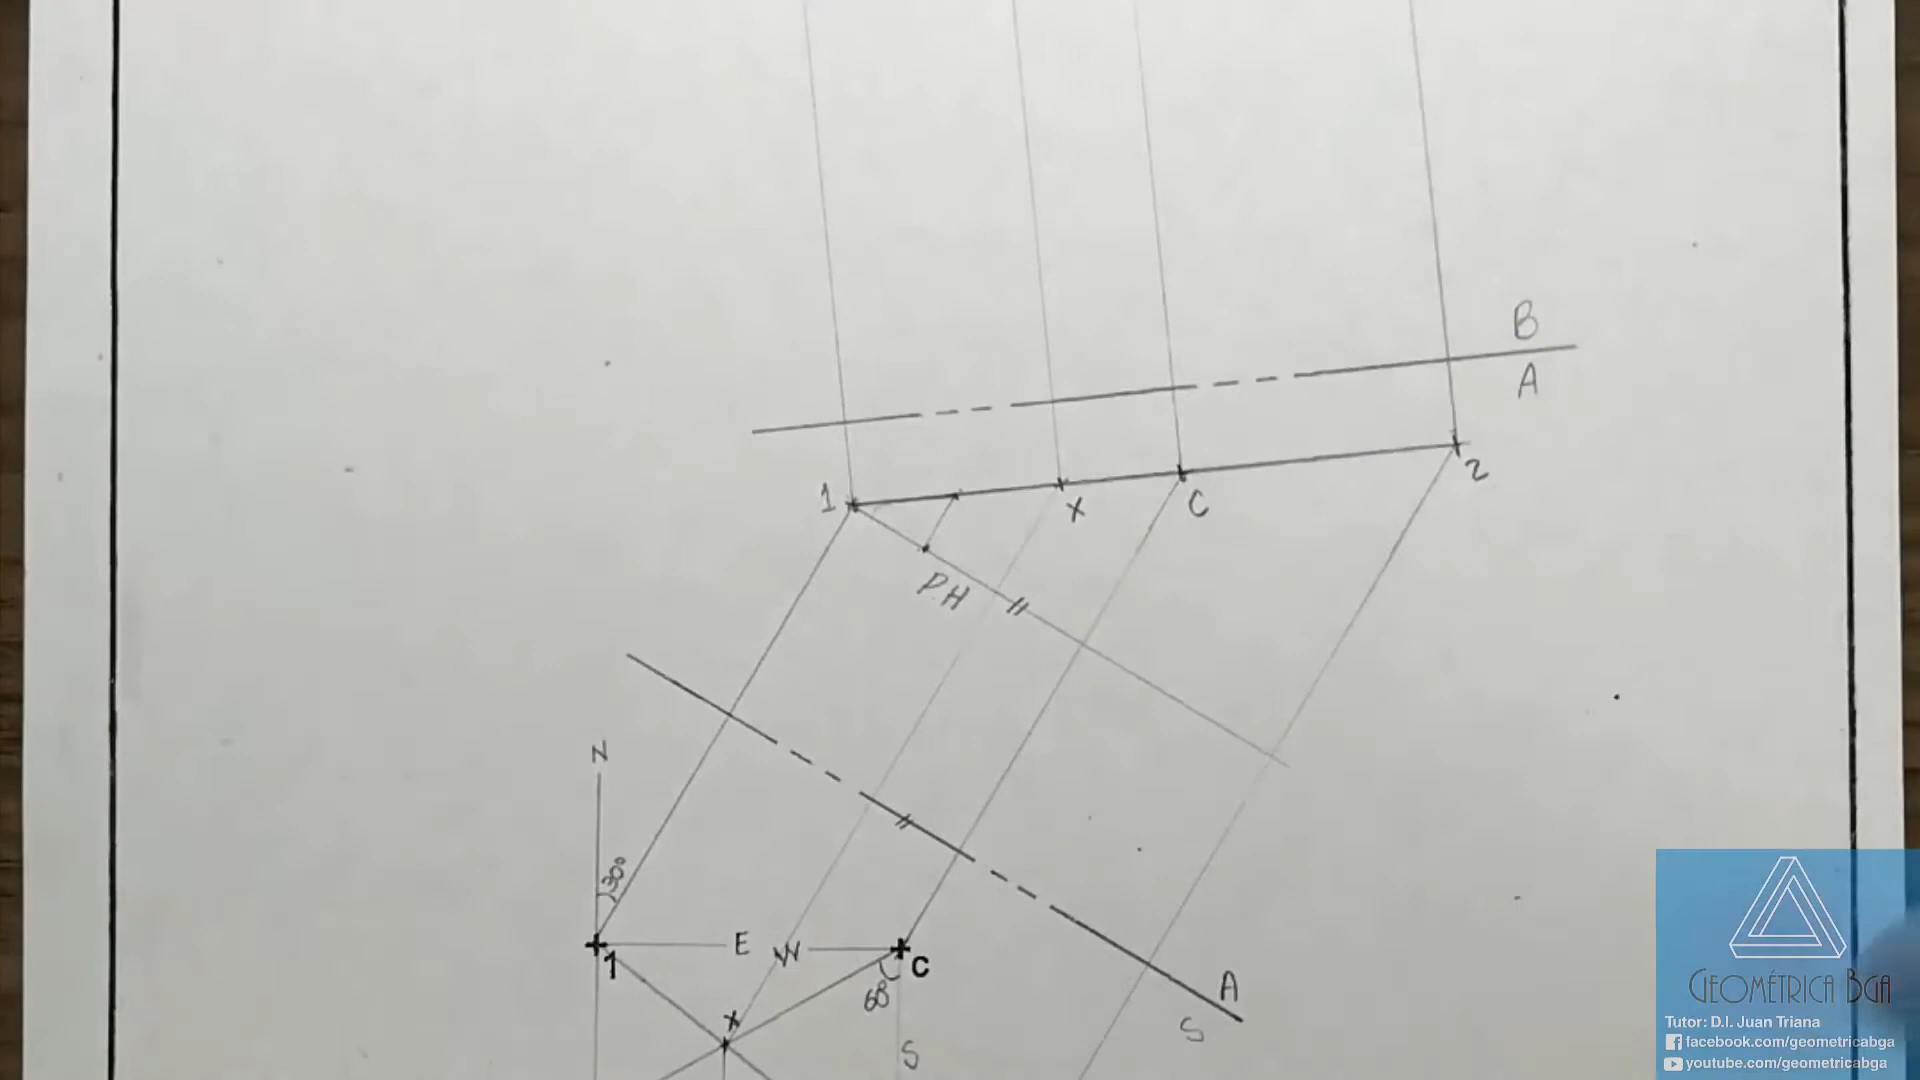 B
A
1
X
C
2
P.H
N
30°
1
E
W
C
60
X
S
A
S
GEOMÉTRICA BGA
Tutor: D.I. Juan Triana
facebook.com/geometricabga
youtube.com/geometricabga